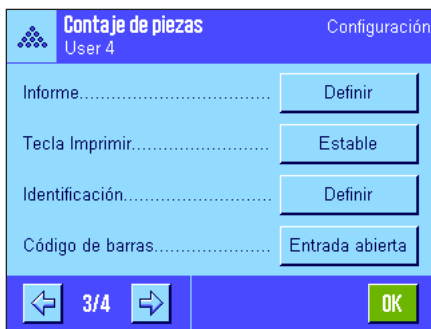 Contaje de piezas
Configuración
User 4
Informe.................................. Definir
Tecla Imprimir......................... Estable
Identificación........................... Definir
Código de barras..................... Entrada abierta
3/4
OK